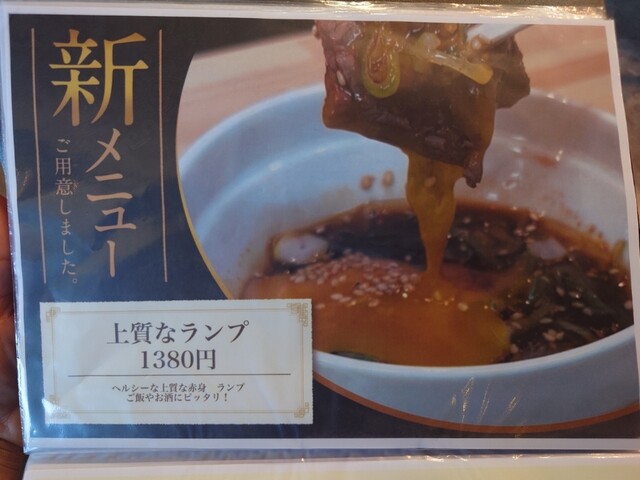 新メニュー
ご用意しました。
上質なランプ
1380円
ヘルシーな上質な赤身 ランプ
ご飯やお酒にピッタリ！